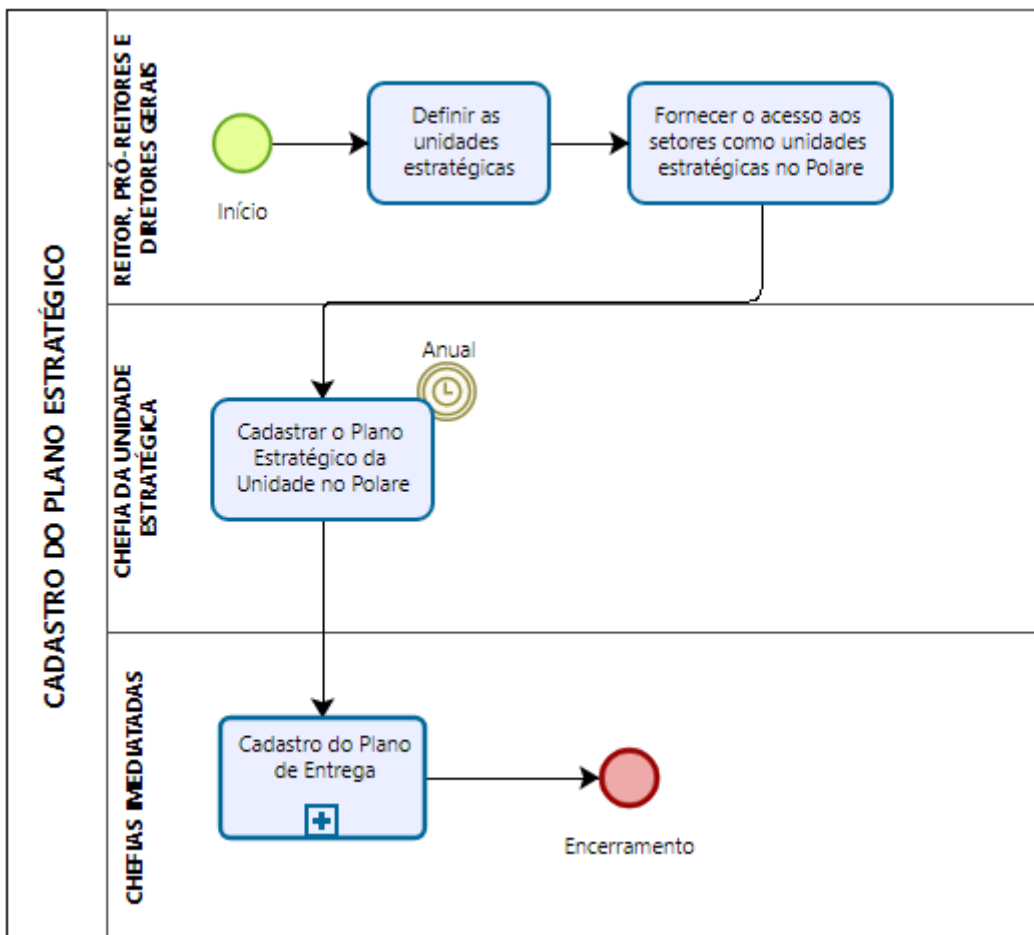 CADASTRO DO PLANO ESTRATÉGICO
REITOR, PRÓ-REITORES E
DIRETORES GERAIS
Início
Definir as
unidades
estratégicas
Fornecer o acesso aos
setores como unidades
estratégicas no Polare
CHEFIA DA UNIDADE
ESTRATÉGICA
Anual
Cadastrar o Plano
Estratégico da
Unidade no Polare
CHEFIAS IMEDIATADAS
Cadastro do Plano
de Entrega
Encerramento